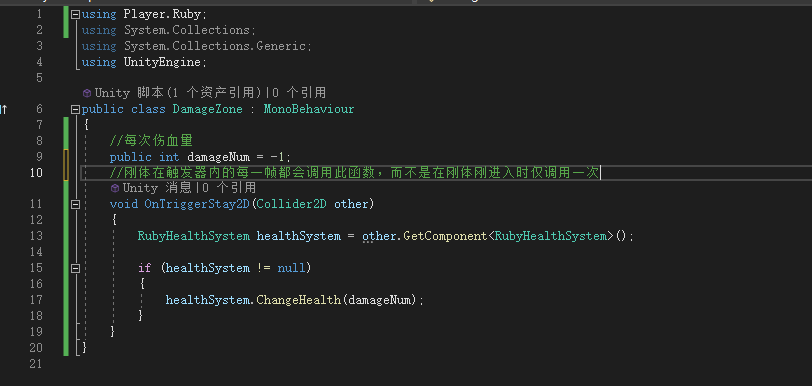 1 using Player.Ruby;
2 using System.Collections;
3 using System.Collections.Generic;
4 using UnityEngine;
5
Unity 脚本(1 个资产引用)|0 个引用
6 public class DamageZone : MonoBehaviour
7 {
8 //每次伤血量
9 public int damageNum = -1;
10 //刚体在触发器内的每一帧都会调用此函数，而不是在刚体刚进入时仅调用一次
Unity 消息|0 个引用
11 void OnTriggerStay2D(Collider2D other)
12 {
13 RubyHealthSystem healthSystem = other.GetComponent<RubyHealthSystem>();
14
15 if (healthSystem != null)
16 {
17 healthSystem.ChangeHealth(damageNum);
18 }
19 }
20 }
21